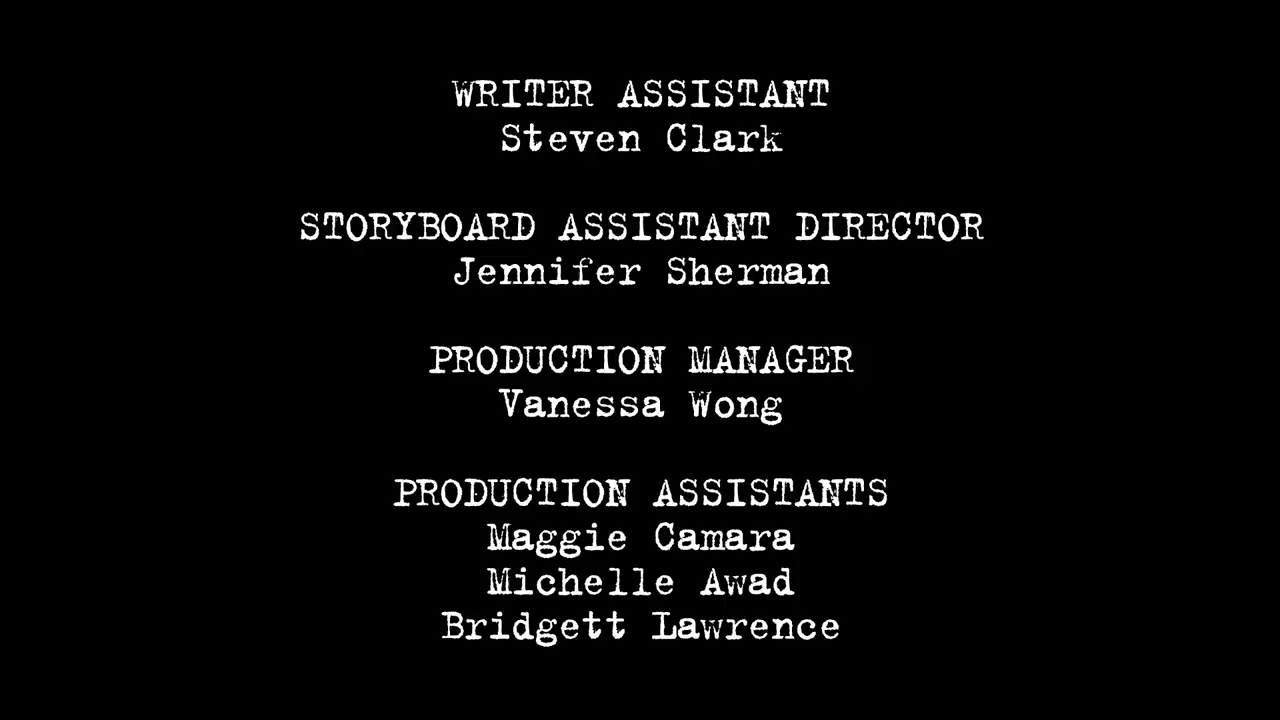 WRITER ASSISTANT
Steven Clark
STORYBOARD ASSISTANT DIRECTOR
Jennifer Sherman
PRODUCTION MANAGER
Vanessa Wong
PRODUCTION ASSISTANTS
Maggie Camara
Michelle Awad
Bridgett Lawrence